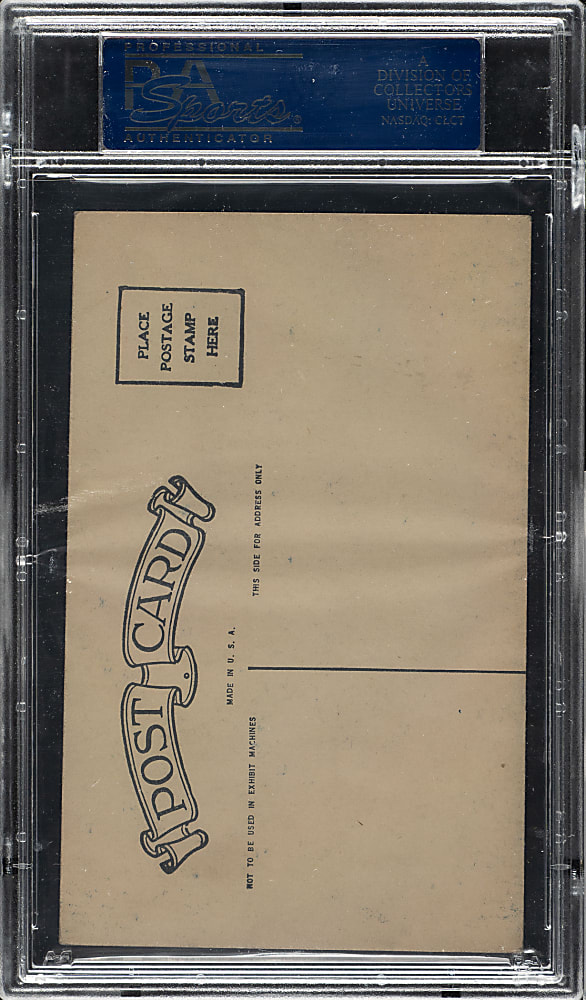 PROFESSIONAL
PSA
Sports
AUTHENTICATOR
A
DIVISION OF
COLLECTORS
UNIVERSE
NASDAQ: CLCT
PLACE
POSTAGE
STAMP
HERE
POST CARD
MADE IN U. S. A.
NOT TO BE USED IN EXHIBIT MACHINES
THIS SIDE FOR ADDRESS ONLY